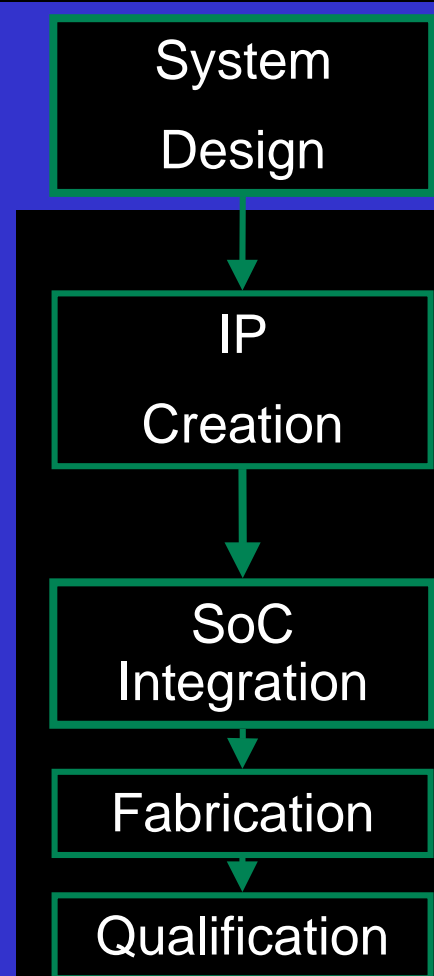 System
Design
IP
Creation
SoC
Integration
Fabrication
Qualification